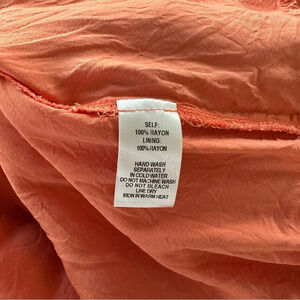 SELF:
100% RAYON
LINING:
100% RAYON
HAND WASH
SEPARATELY
IN COLD WATER
DO NOT MACHINE WASH
DO NOT BLEACH
LINE DRY
IRON IN WARM HEAT